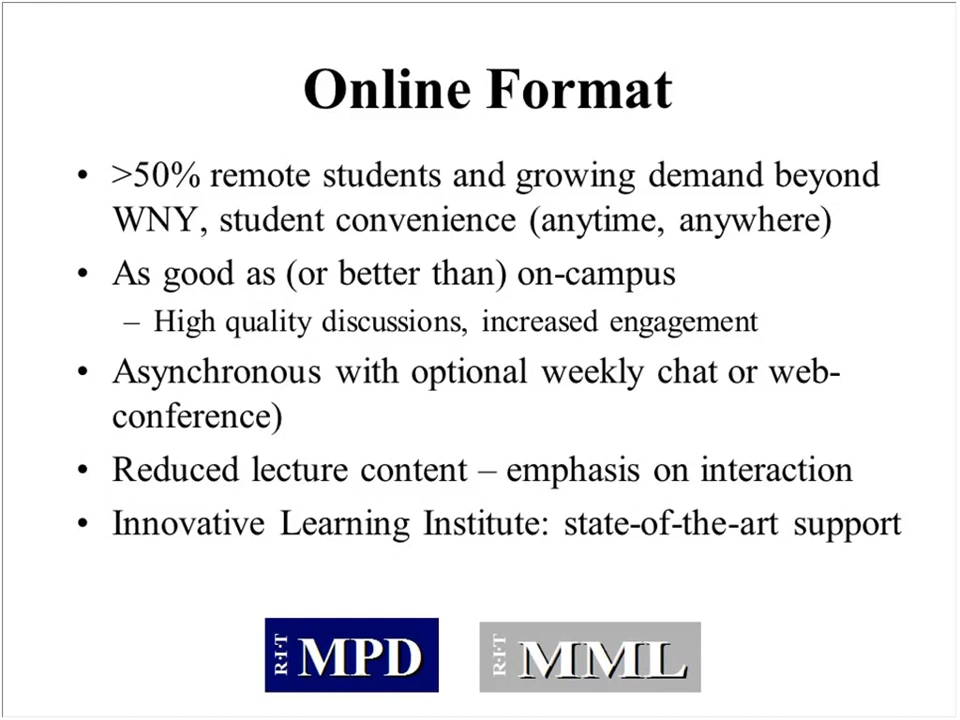 Online Format
• >50% remote students and growing demand beyond
WNY, student convenience (anytime, anywhere)
• As good as (or better than) on-campus
– High quality discussions, increased engagement
• Asynchronous with optional weekly chat or web-
conference)
• Reduced lecture content – emphasis on interaction
• Innovative Learning Institute: state-of-the-art support
R·I·T MPD
R·I·T MML